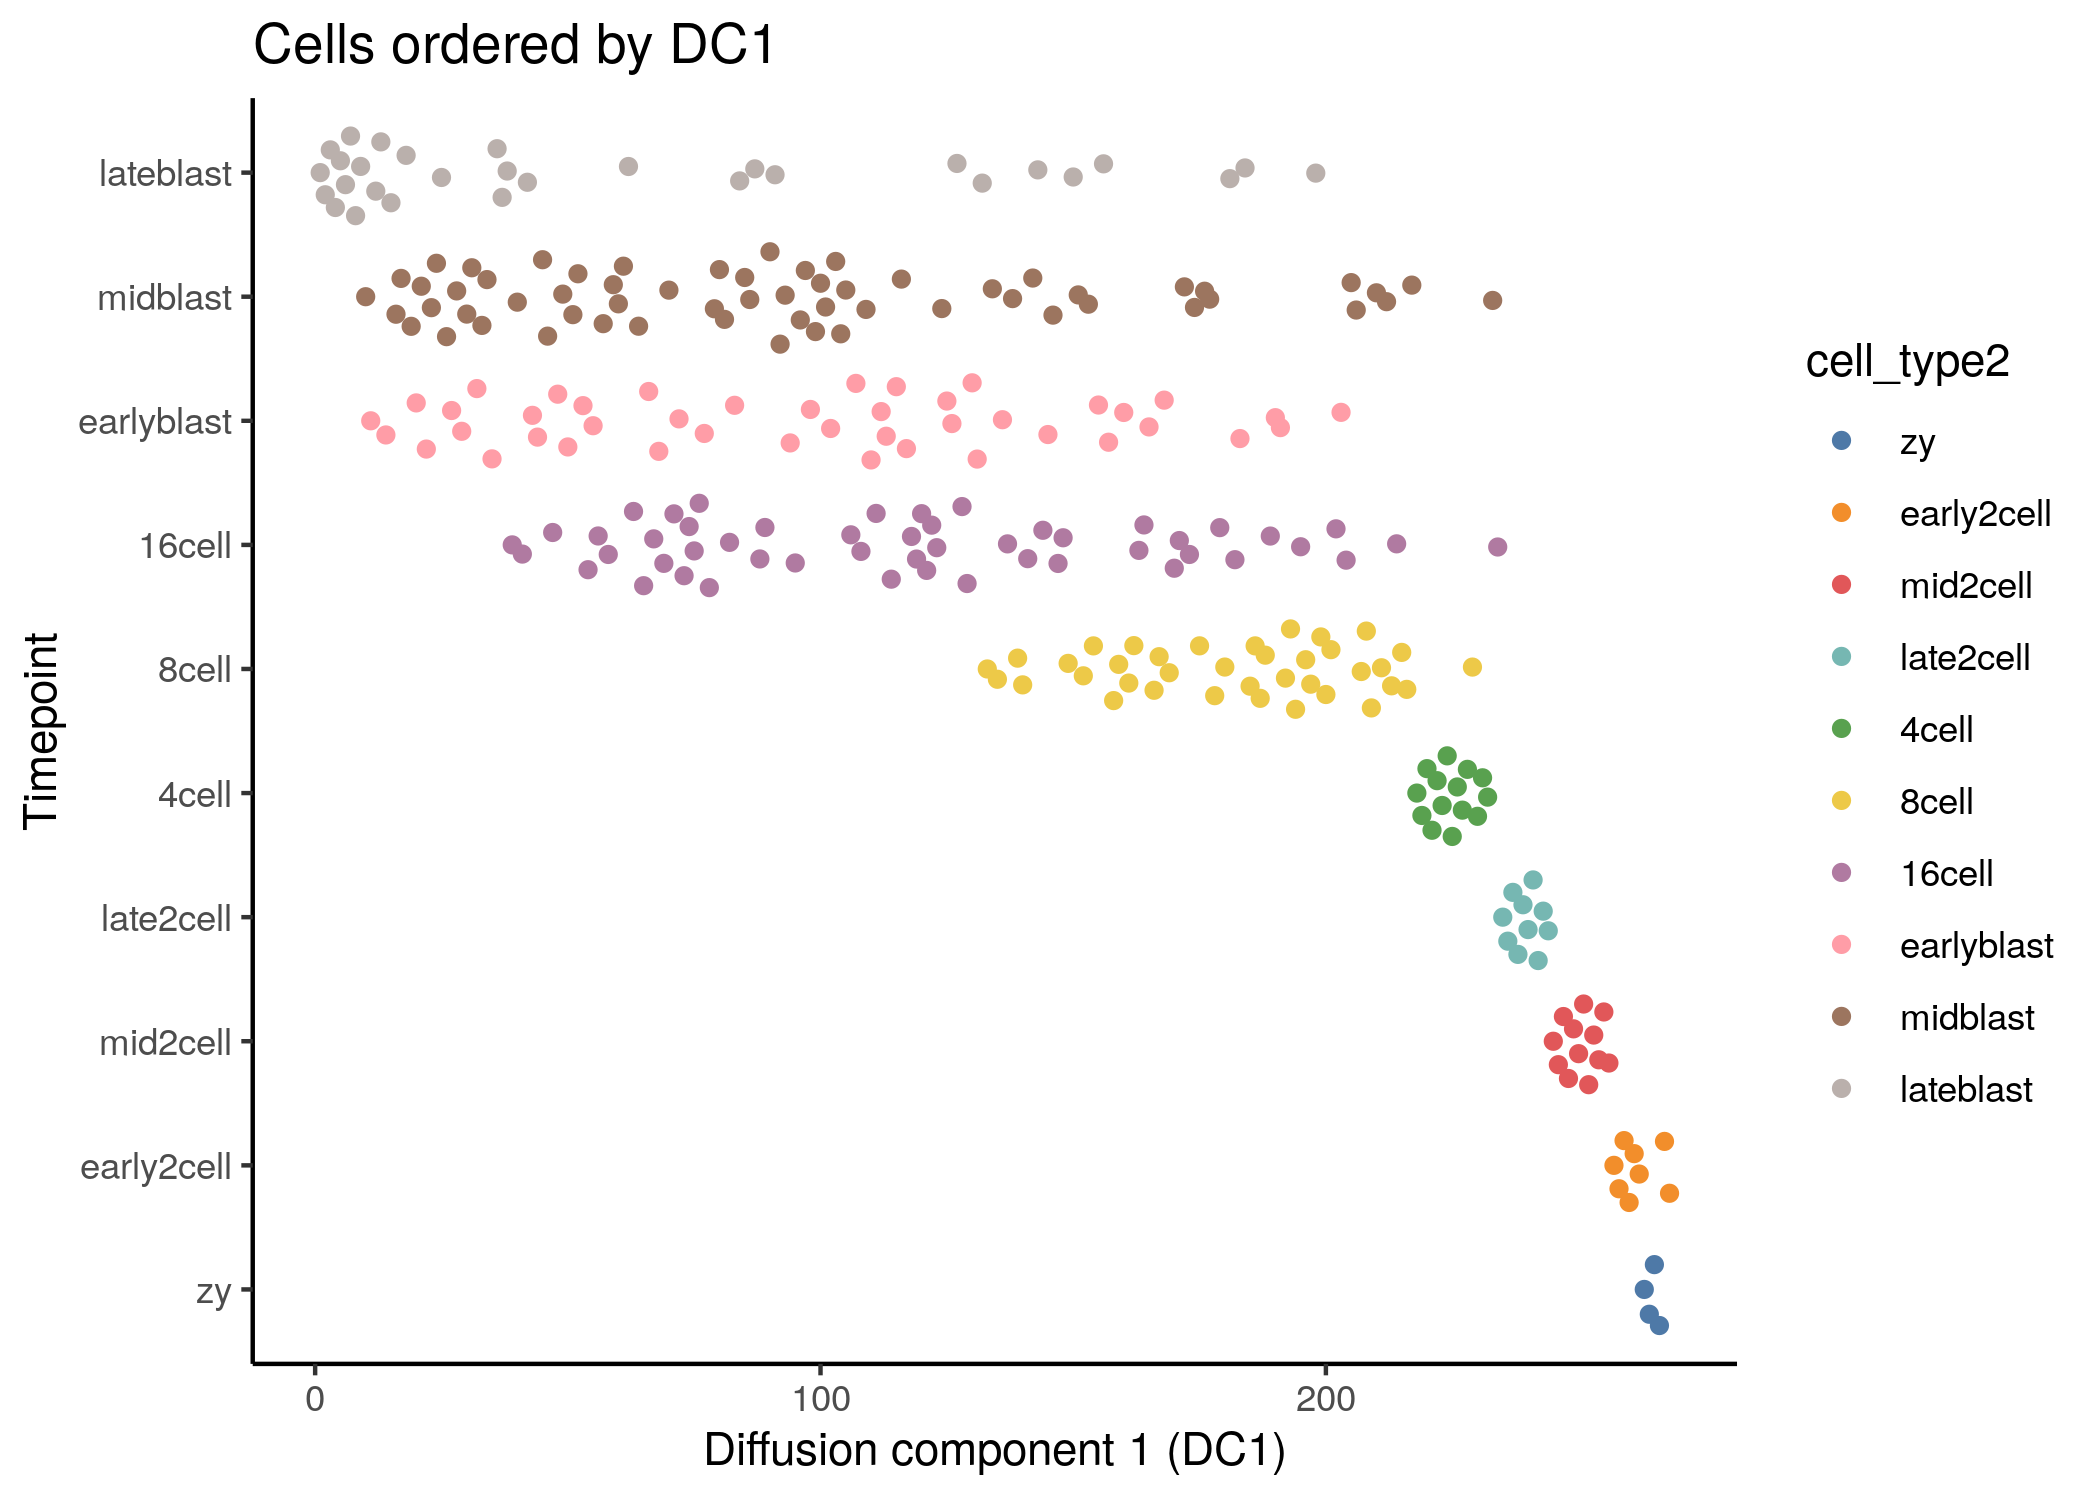 Cells ordered by DC1
Timepoint
lateblast
midblast
earlyblast
16cell
8cell
4cell
late2cell
mid2cell
early2cell
zy
0 100 200
Diffusion component 1 (DC1)
cell_type2
zy
early2cell
mid2cell
late2cell
4cell
8cell
16cell
earlyblast
midblast
lateblast